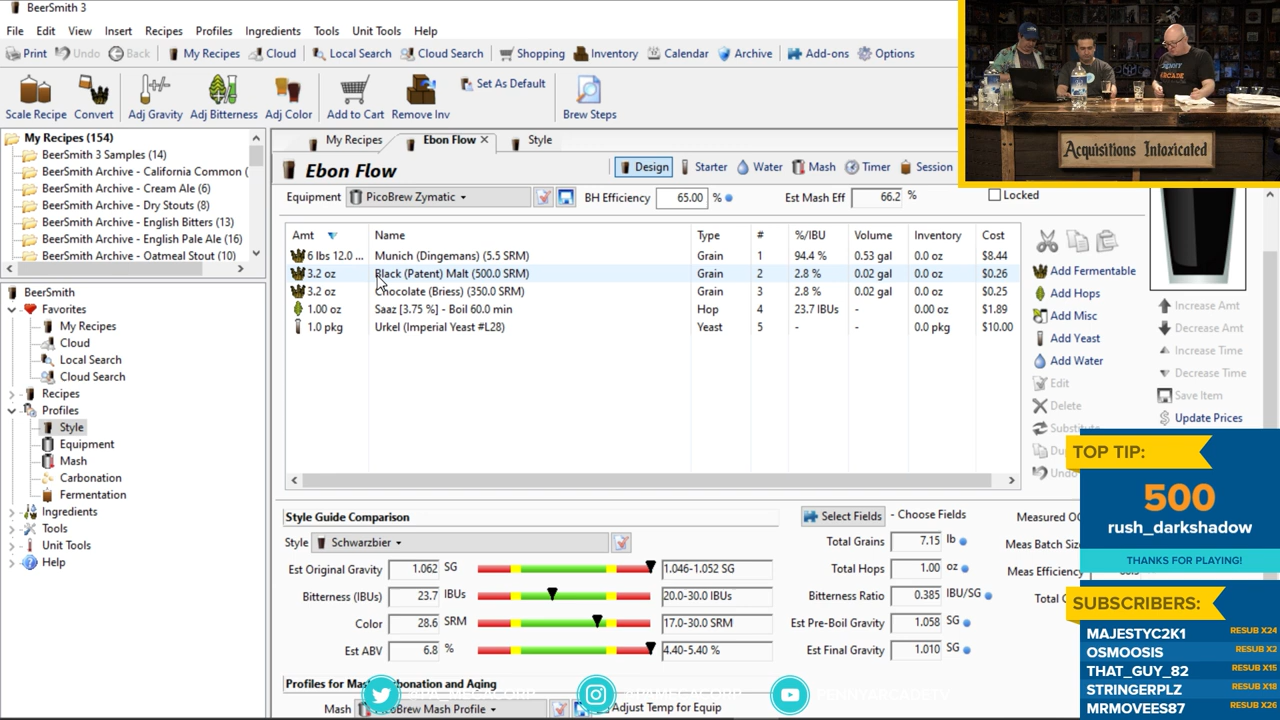 BeerSmith 3
File Edit View Insert Recipes Profiles Ingredients Tools Unit Tools Help
Print Undo Back My Recipes Cloud Local Search Cloud Search Shopping Inventory Calendar Archive Add-ons Options
Scale Recipe Convert Adj Gravity Adj Bitterness Adj Color Add to Cart Remove Inv Set As Default Brew Steps
My Recipes (154)
BeerSmith 3 Samples (14)
BeerSmith Archive - California Common (
BeerSmith Archive - Cream Ale (6)
BeerSmith Archive - Dry Stouts (8)
BeerSmith Archive - English Bitters (13)
BeerSmith Archive - English Pale Ale (16)
BeerSmith Archive - Oatmeal Stout (10)
BeerSmith
Favorites
My Recipes
Cloud
Local Search
Cloud Search
Recipes
Profiles
Style
Equipment
Mash
Carbonation
Fermentation
Ingredients
Tools
Unit Tools
Help
My Recipes Ebon Flow Style
Ebon Flow
Design Starter Water Mash Timer Session
Equipment PicoBrew Zymatic BH Efficiency 65.00 % Est Mash Eff 66.2 % Locked
Amt Name Type # %/IBU Volume Inventory Cost
6 lbs 12.0 ... Munich (Dingemans) (5.5 SRM) Grain 1 94.4 % 0.53 gal 0.0 oz $8.44
3.2 oz Black (Patent) Malt (500.0 SRM) Grain 2 2.8 % 0.02 gal 0.0 oz $0.26
3.2 oz Chocolate (Briess) (350.0 SRM) Grain 3 2.8 % 0.02 gal 0.0 oz $0.25
1.00 oz Saaz [3.75 %] - Boil 60.0 min Hop 4 23.7 IBUs - 0.00 oz $1.89
1.0 pkg Urkel (Imperial Yeast #L28) Yeast 5 - - 0.0 pkg $10.00
Add Fermentable
Add Hops
Add Misc
Add Yeast
Add Water
Edit
Delete
Substitute
Undo
Increase Amt
Decrease Amt
Increase Time
Decrease Time
Save Item
Update Prices
Style Guide Comparison
Style Schwarzbier
Est Original Gravity 1.062 SG 1.046-1.052 SG
Bitterness (IBUs) 23.7 IBUs 20.0-30.0 IBUs
Color 28.6 SRM 17.0-30.0 SRM
Est ABV 6.8 % 4.40-5.40 %
Select Fields - Choose Fields
Total Grains 7.15 lb
Total Hops 1.00 oz
Bitterness Ratio 0.385 IBU/SG
Est Pre-Boil Gravity 1.058 SG
Est Final Gravity 1.010 SG
Meas Efficiency
Mash PicoBrew Mash Profile Adjust Temp for Equip
PENNY
ARCADE
Acquisitions Intoxicated
TOP TIP:
500
rush_darkshadow
THANKS FOR PLAYING!
SUBSCRIBERS:
MAJESTYC2K1 RESUB X24
OSMOOSIS RESUB X2
THAT_GUY_82 RESUB X15
STRINGERPLZ RESUB X18
MRMOVEES87 RESUB X26
PENNYARCADETV